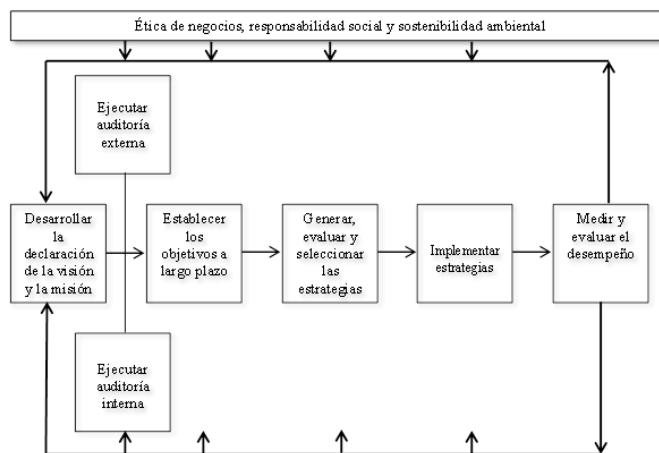 Ética de negocios, responsabilidad social y sostenibilidad ambiental
Ejecutar
auditoría
externa
Desarrollar
la
declaración
de la visión
y la misión
Establecer
los
objetivos a
largo plazo
Generar,
evaluar y
seleccionar
las
estrategias
Implementar
estrategias
Medir y
evaluar el
desempeño
Ejecutar
auditoría
interna